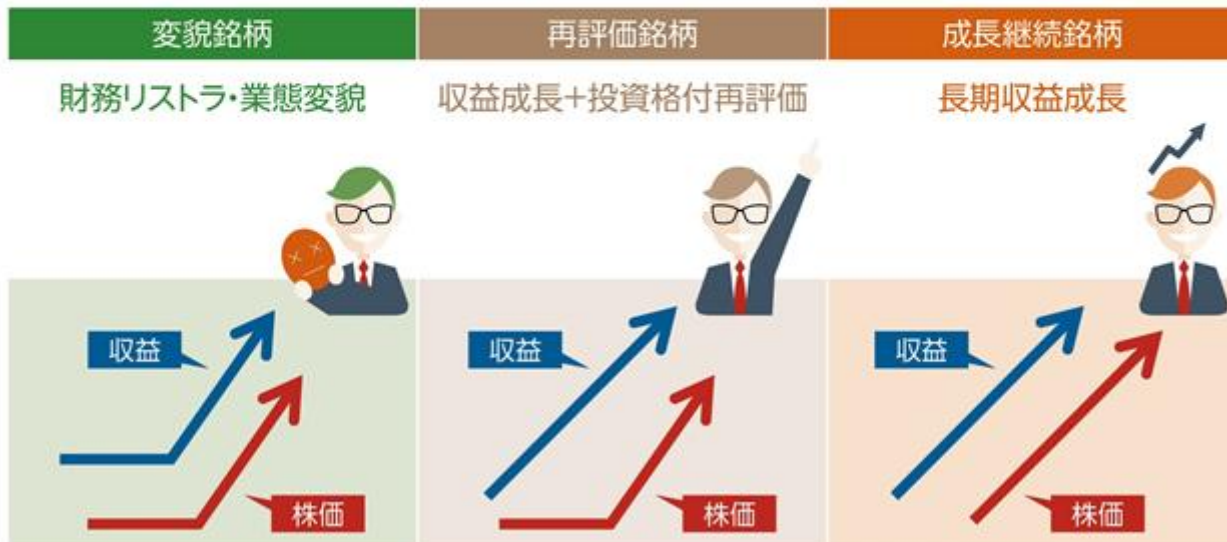 変貌銘柄
再評価銘柄
成長継続銘柄
財務リストラ・業態変貌
収益成長+投資格付再評価
長期収益成長
収益
株価
収益
株価
収益
株価